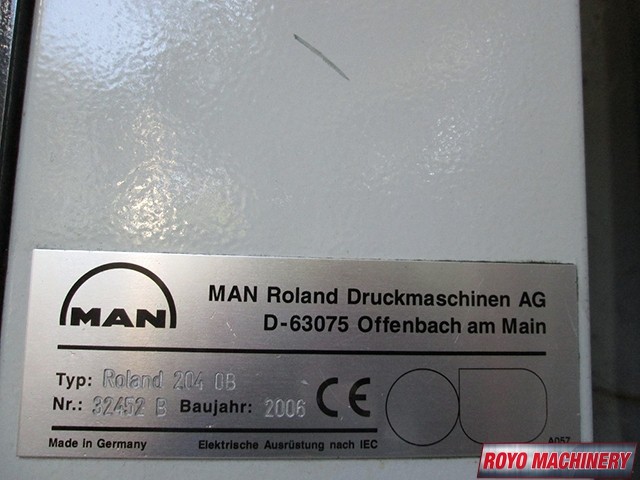 MAN
MAN Roland Druckmaschinen AG
D-63075 Offenbach am Main
Typ: Roland 204 0B
Nr.: 32452 B Baujahr: 2006 CE
Made in Germany Elektrische Ausrüstung nach IEC A057
ROYO MACHINERY